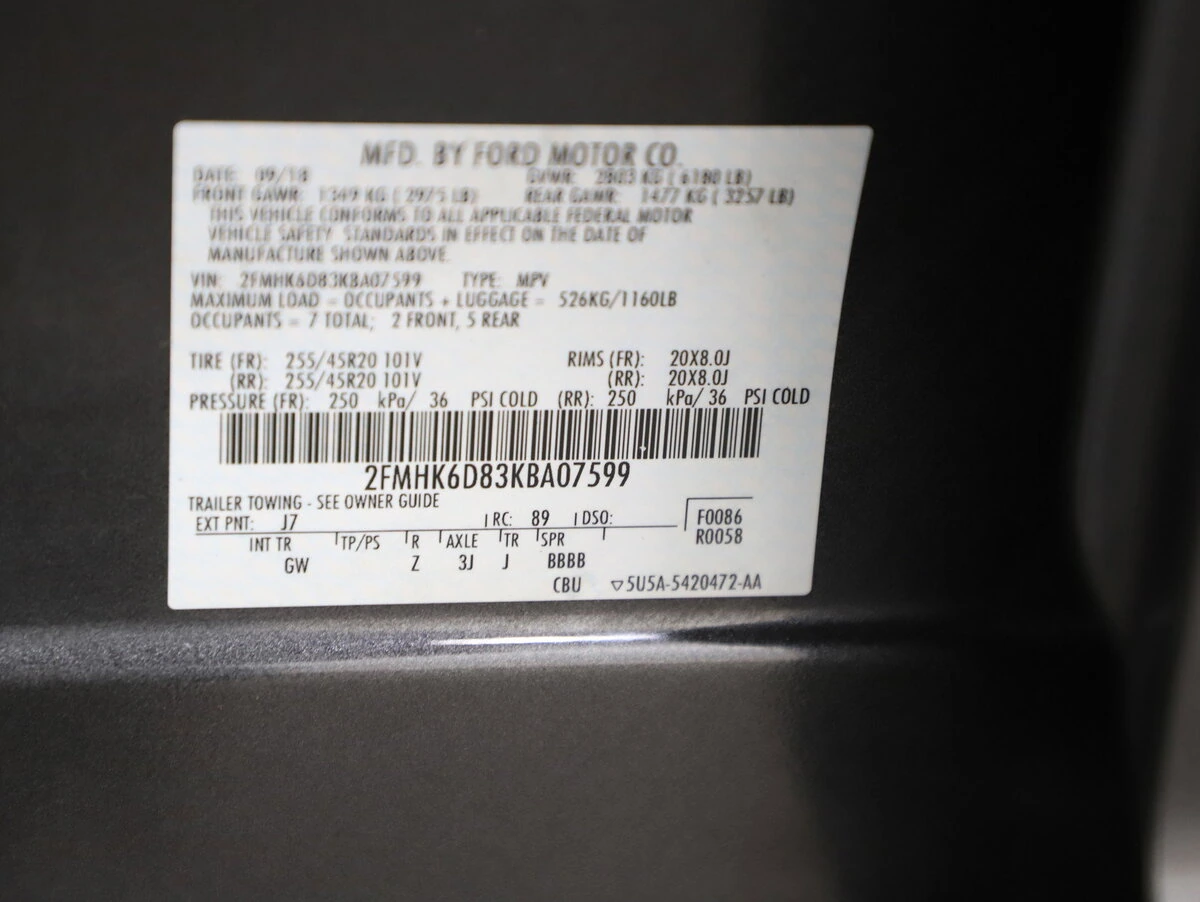 MFD. BY FORD MOTOR CO.
DATE: 09/18 GVWR: 2803 KG ( 6180 LB)
FRONT GAWR: 1349 KG ( 2975 LB) REAR GAWR: 1477 KG ( 3257 LB)
THIS VEHICLE CONFORMS TO ALL APPLICABLE FEDERAL MOTOR
VEHICLE SAFETY STANDARDS IN EFFECT ON THE DATE OF
MANUFACTURE SHOWN ABOVE.
VIN: 2FMHK6D83KBA07599 TYPE: MPV
MAXIMUM LOAD = OCCUPANTS + LUGGAGE = 526KG/1160LB
OCCUPANTS = 7 TOTAL; 2 FRONT, 5 REAR
TIRE (FR): 255/45R20 101V RIMS (FR): 20X8.0J
(RR): 255/45R20 101V (RR): 20X8.0J
PRESSURE (FR): 250 kPa/ 36 PSI COLD (RR): 250 kPa/ 36 PSI COLD
2FMHK6D83KBA07599
TRAILER TOWING - SEE OWNER GUIDE
EXT PNT: J7 RC: 89 DSO: F0086
R0058
INT TR TP/PS R AXLE TR SPR
GW Z 3J J BBBB
CBU ▽5U5A-5420472-AA